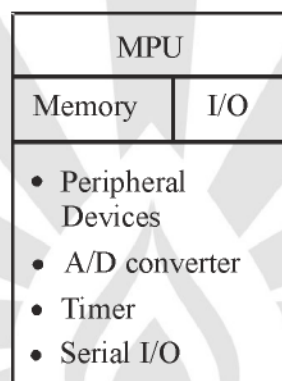 MPU
Memory I/O
• Peripheral
Devices
• A/D converter
• Timer
• Serial I/O